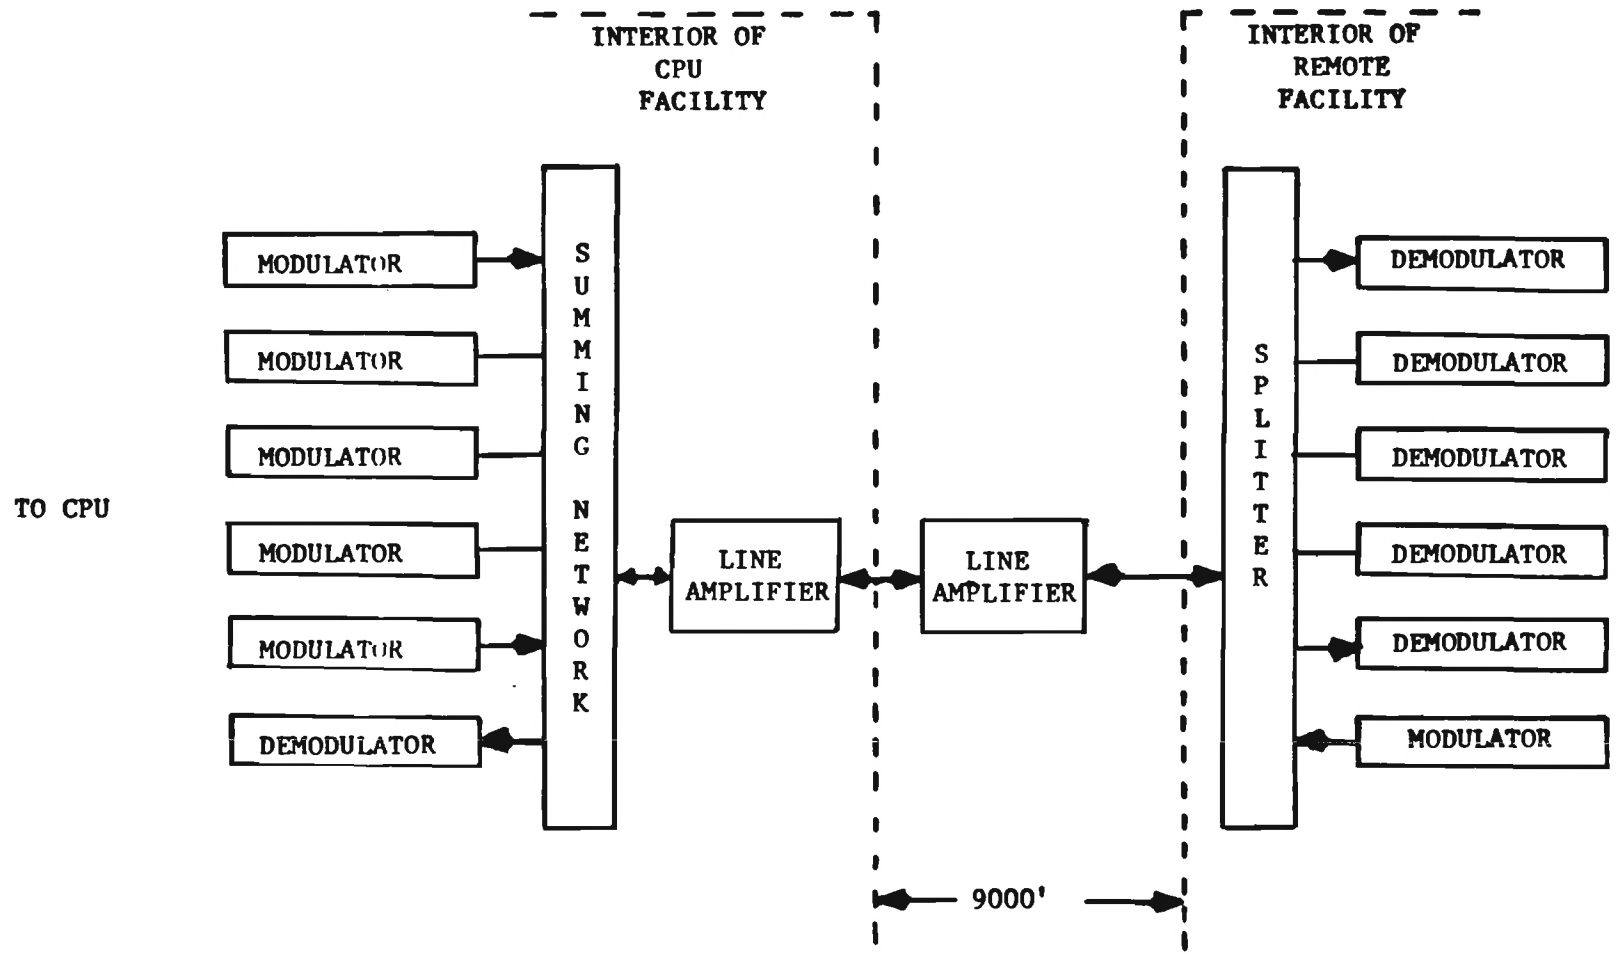 INTERIOR OF
CPU
FACILITY
INTERIOR OF
REMOTE
FACILITY
TO CPU
MODULATOR
MODULATOR
MODULATOR
MODULATOR
MODULATOR
DEMODULATOR
SUMMING NETWORK
LINE
AMPLIFIER
LINE
AMPLIFIER
SPLITTER
DEMODULATOR
DEMODULATOR
DEMODULATOR
DEMODULATOR
DEMODULATOR
MODULATOR
9000'